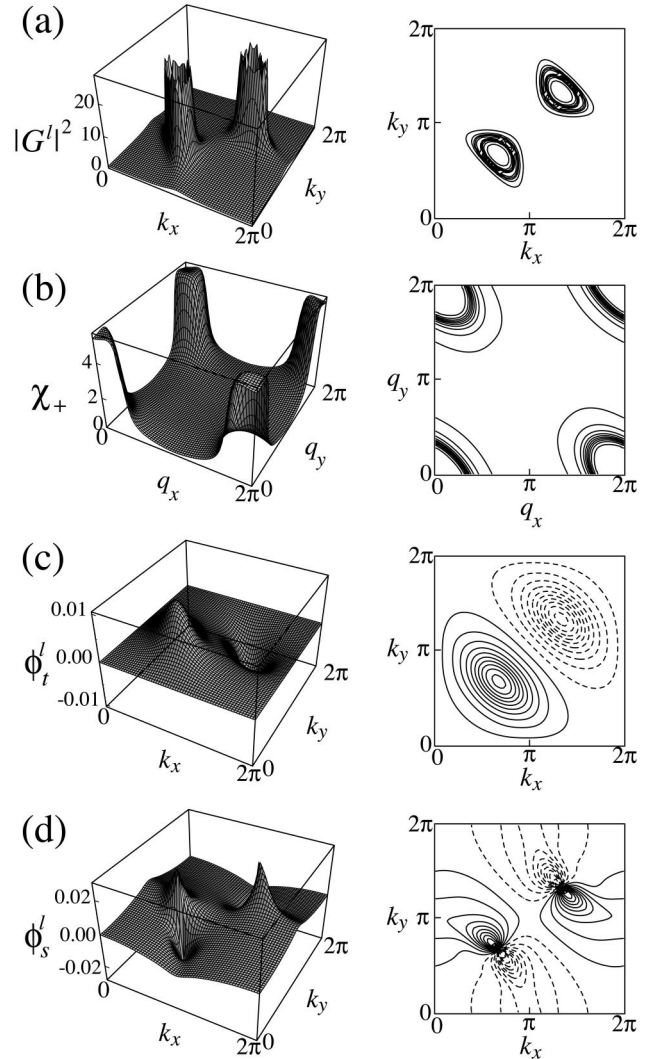 (a)
|G^l|^2
20
10
0
0
k_x
2π
0
k_y
2π
2π
k_y π
0
0
π
2π
k_x
(b)
χ_+
4
2
0
0
q_x
2π
0
q_y
2π
2π
q_y π
0
0
π
2π
q_x
(c)
ϕ_t^l
0.01
0.00
-0.01
0
k_x
2π
0
k_y
2π
2π
k_y π
0
0
π
2π
k_x
(d)
ϕ_s^l
0.02
0.00
-0.02
0
k_x
2π
0
k_y
2π
2π
k_y π
0
0
π
2π
k_x